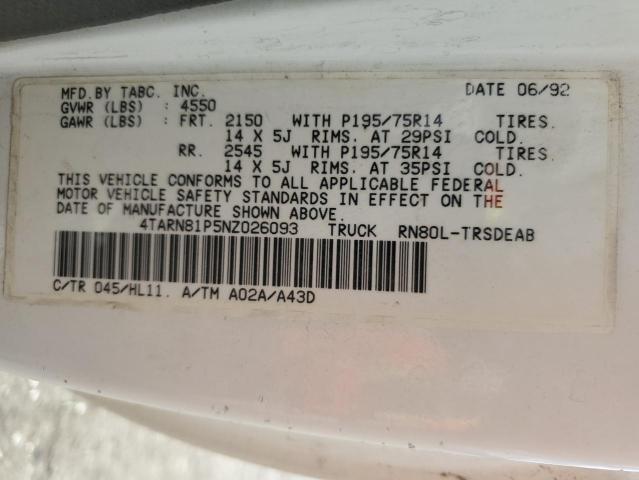 MFD.BY TABC. INC. DATE 06/92
GVWR (LBS) : 4550
GAWR (LBS) : FRT. 2150 WITH P195/75R14 TIRES.
14 X 5J RIMS. AT 29PSI COLD.
RR. 2545 WITH P195/75R14 TIRES.
14 X 5J RIMS. AT 35PSI COLD.
THIS VEHICLE CONFORMS TO ALL APPLICABLE FEDERAL
MOTOR VEHICLE SAFETY STANDARDS IN EFFECT ON THE
DATE OF MANUFACTURE SHOWN ABOVE.
4TARN81P5NZ026093 TRUCK RN80L-TRSDEAB
C/TR 045/HL11. A/TM A02A/A43D